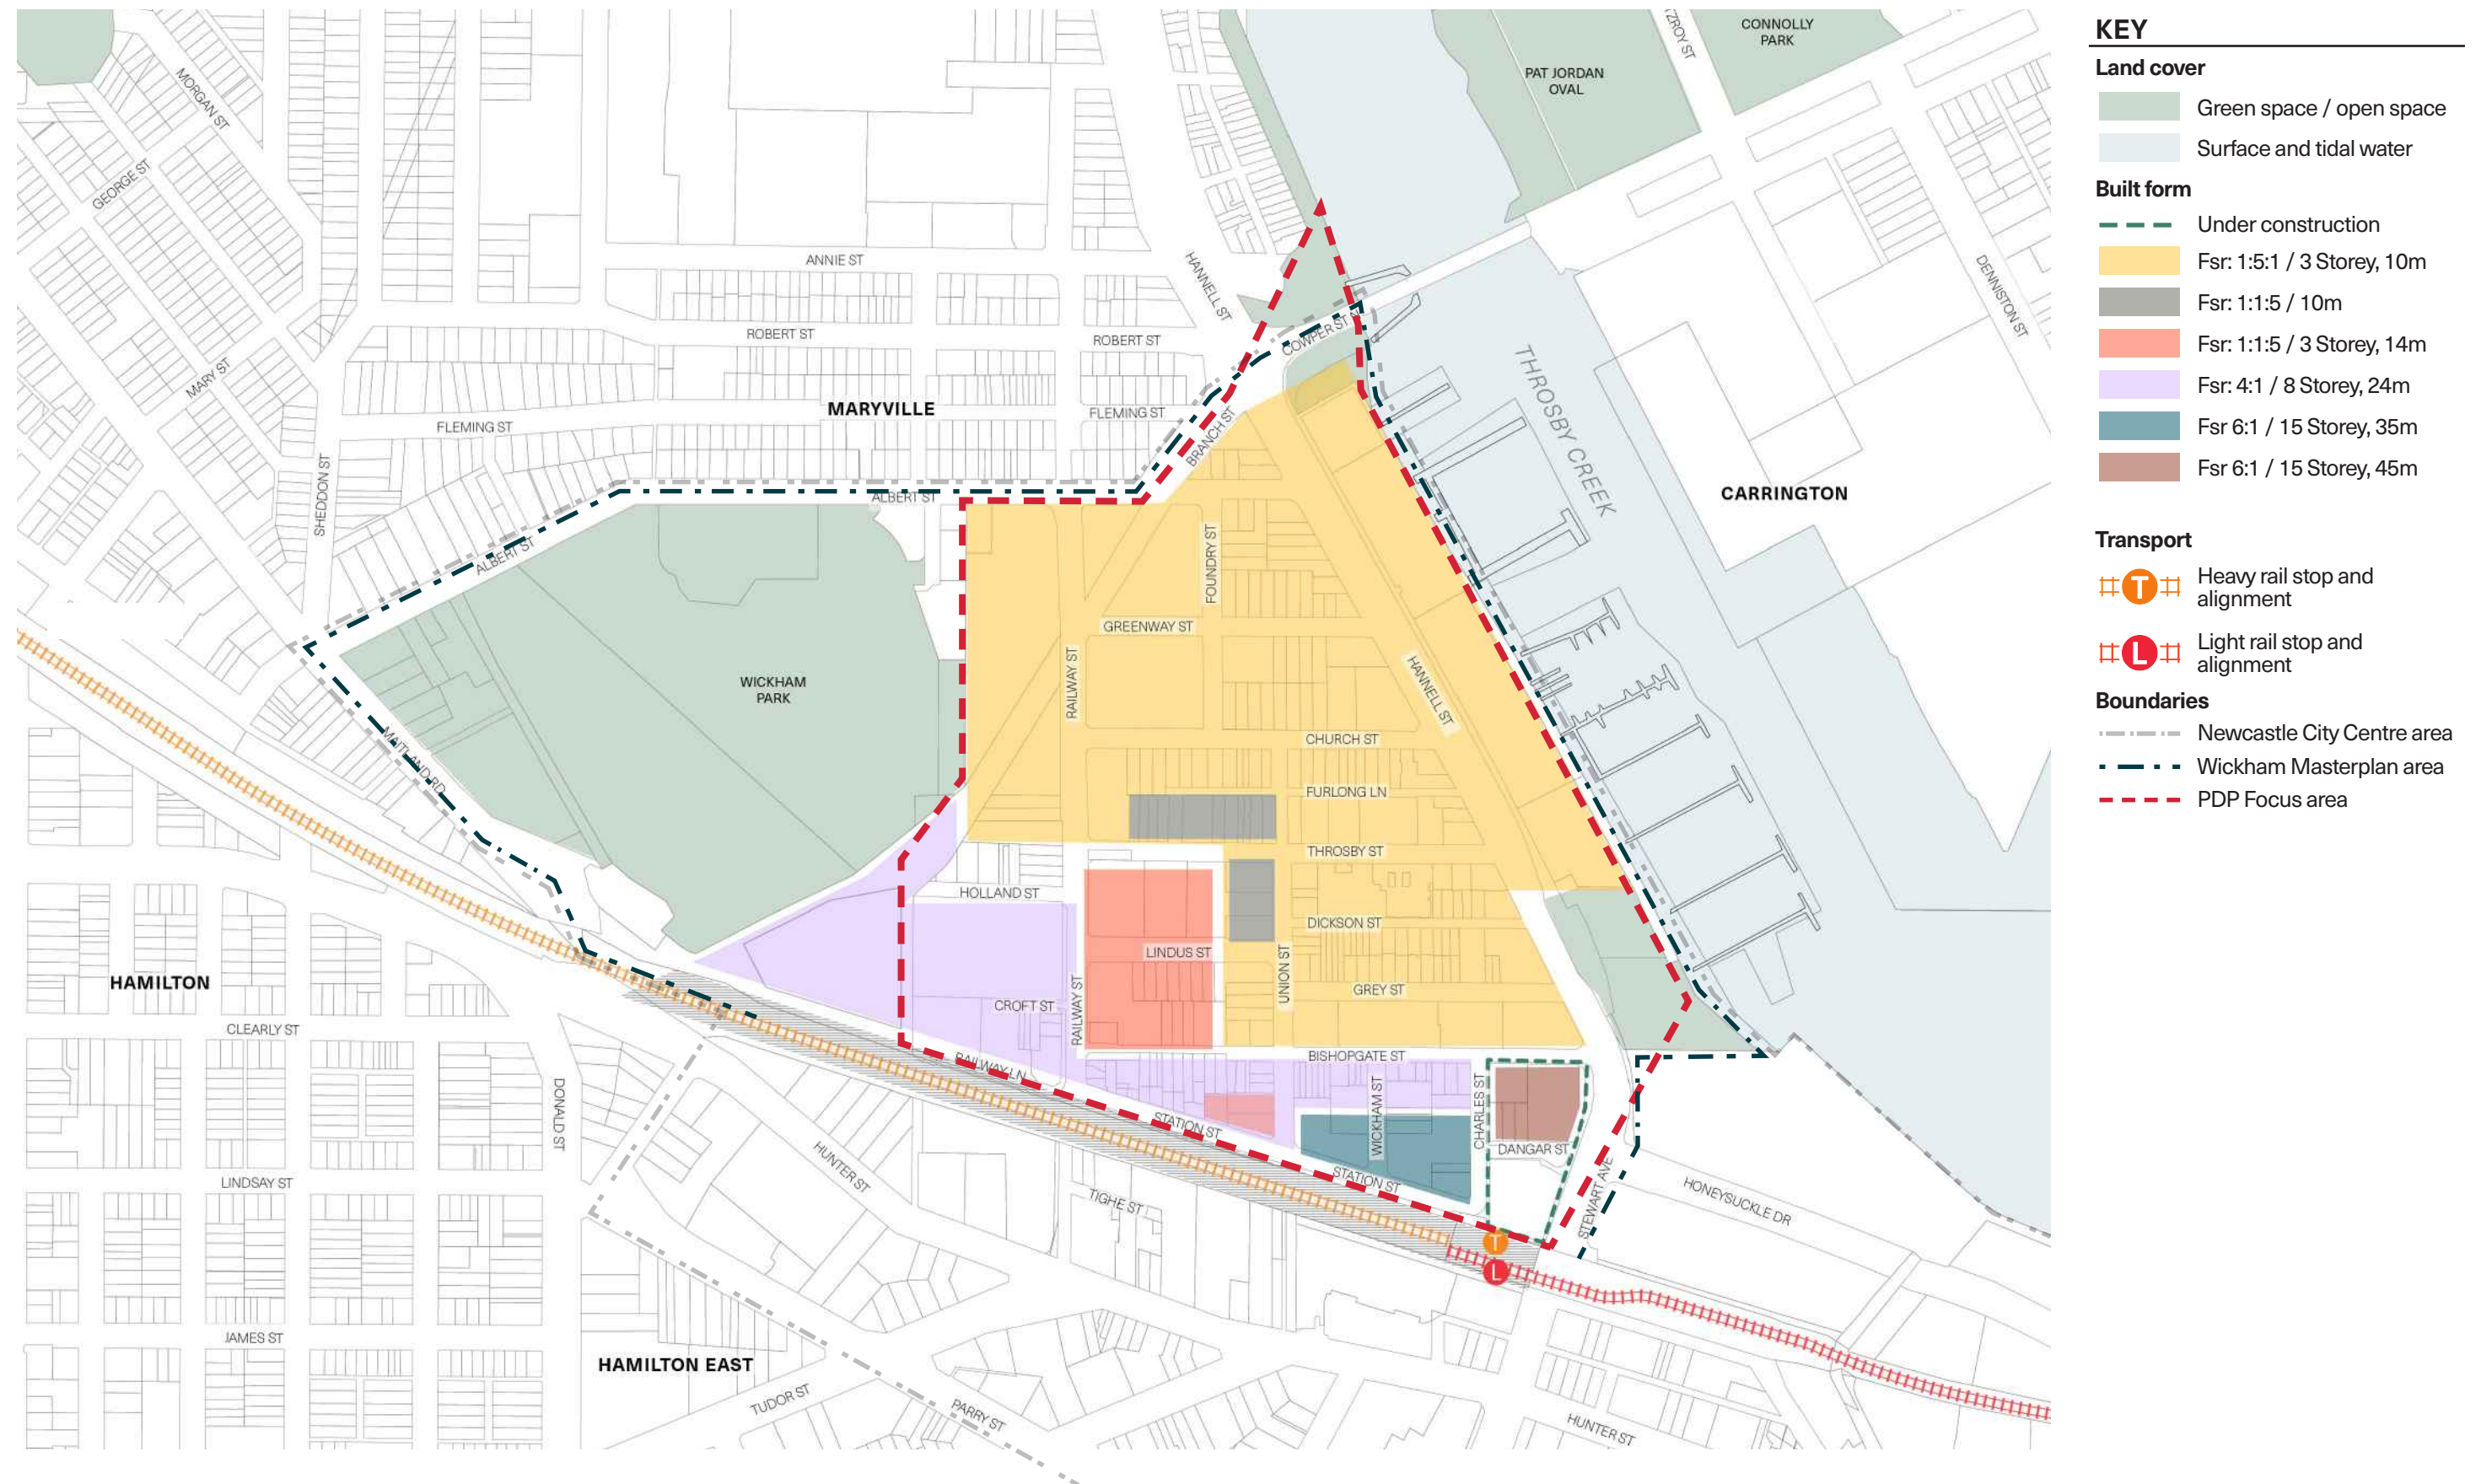 KEY
Land cover
Green space / open space
Surface and tidal water
Built form
Under construction
Fsr: 1:5:1 / 3 Storey, 10m
Fsr: 1:1:5 / 10m
Fsr: 1:1:5 / 3 Storey, 14m
Fsr: 4:1 / 8 Storey, 24m
Fsr 6:1 / 15 Storey, 35m
Fsr 6:1 / 15 Storey, 45m
Transport
T
Heavy rail stop and
alignment
L
Light rail stop and
alignment
Boundaries
Newcastle City Centre area
Wickham Masterplan area
PDP Focus area
CONNOLLY
PARK
PAT JORDAN
OVAL
MORGAN ST
GEORGE ST
ANNIE ST
HANNELL ST
DENNISTON ST
ROBERT ST
ROBERT ST
COWPER ST N
MARY ST
MARYVILLE
FLEMING ST
FLEMING ST
BRANCH ST
THROSBY CREEK
CARRINGTON
SHEDDON ST
ALBERT ST
ALBERT ST
FOUNDRY ST
GREENWAY ST
RAILWAY ST
HANNELL ST
WICKHAM
PARK
CHURCH ST
MAITLAND RD
FURLONG LN
THROSBY ST
HOLLAND ST
DICKSON ST
LINDUS ST
UNION ST
GREY ST
HAMILTON
CROFT ST
RAILWAY ST
CLEARLY ST
BISHOPGATE ST
RAILWAY LN
DONALD ST
STATION ST
WICKHAM ST
CHARLES ST
DANGAR ST
HUNTER ST
STATION ST
LINDSAY ST
TIGHE ST
STEWART AVE
HONEYSUCKLE DR
T
L
JAMES ST
HAMILTON EAST
TUDOR ST
PARRY ST
HUNTER ST